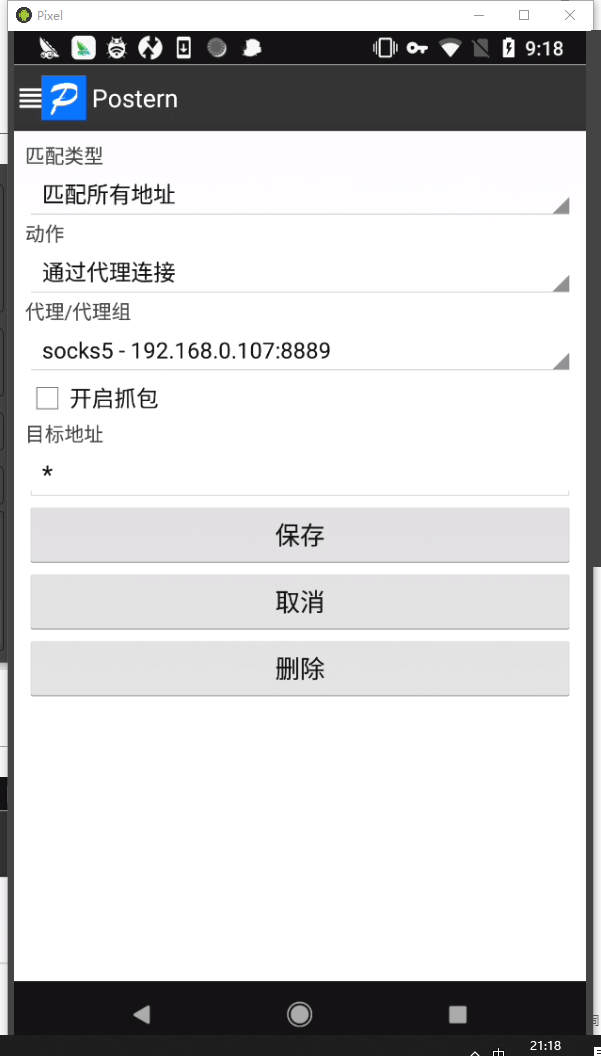 Pixel
9:18
Postern
匹配类型
匹配所有地址
动作
通过代理连接
代理/代理组
socks5 - 192.168.0.107:8889
开启抓包
目标地址
*
保存
取消
删除
21:18
中